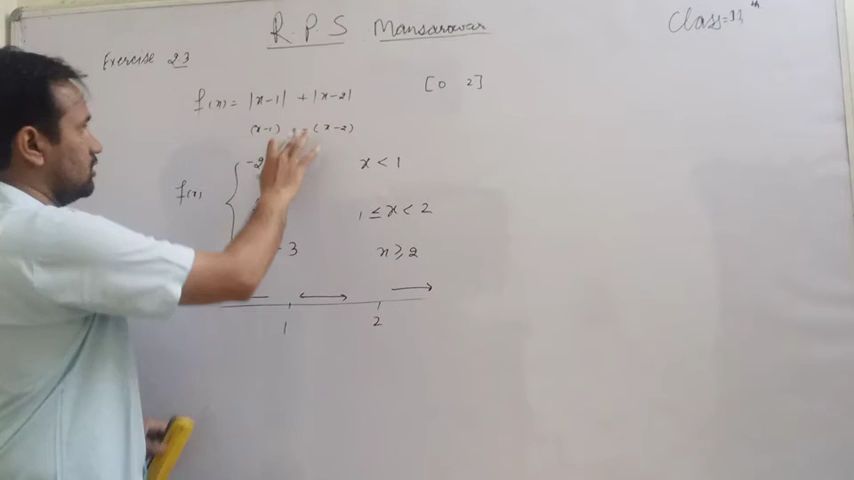 R.P.S Mansarowar
Class=11th
Exercise 2.3
f(x) = |x-1| + |x-2| [0 2]
(x-1) (x-2)
-2 x < 1
f(x) { 1 ≤ x < 2
3 x ≥ 2
1 2